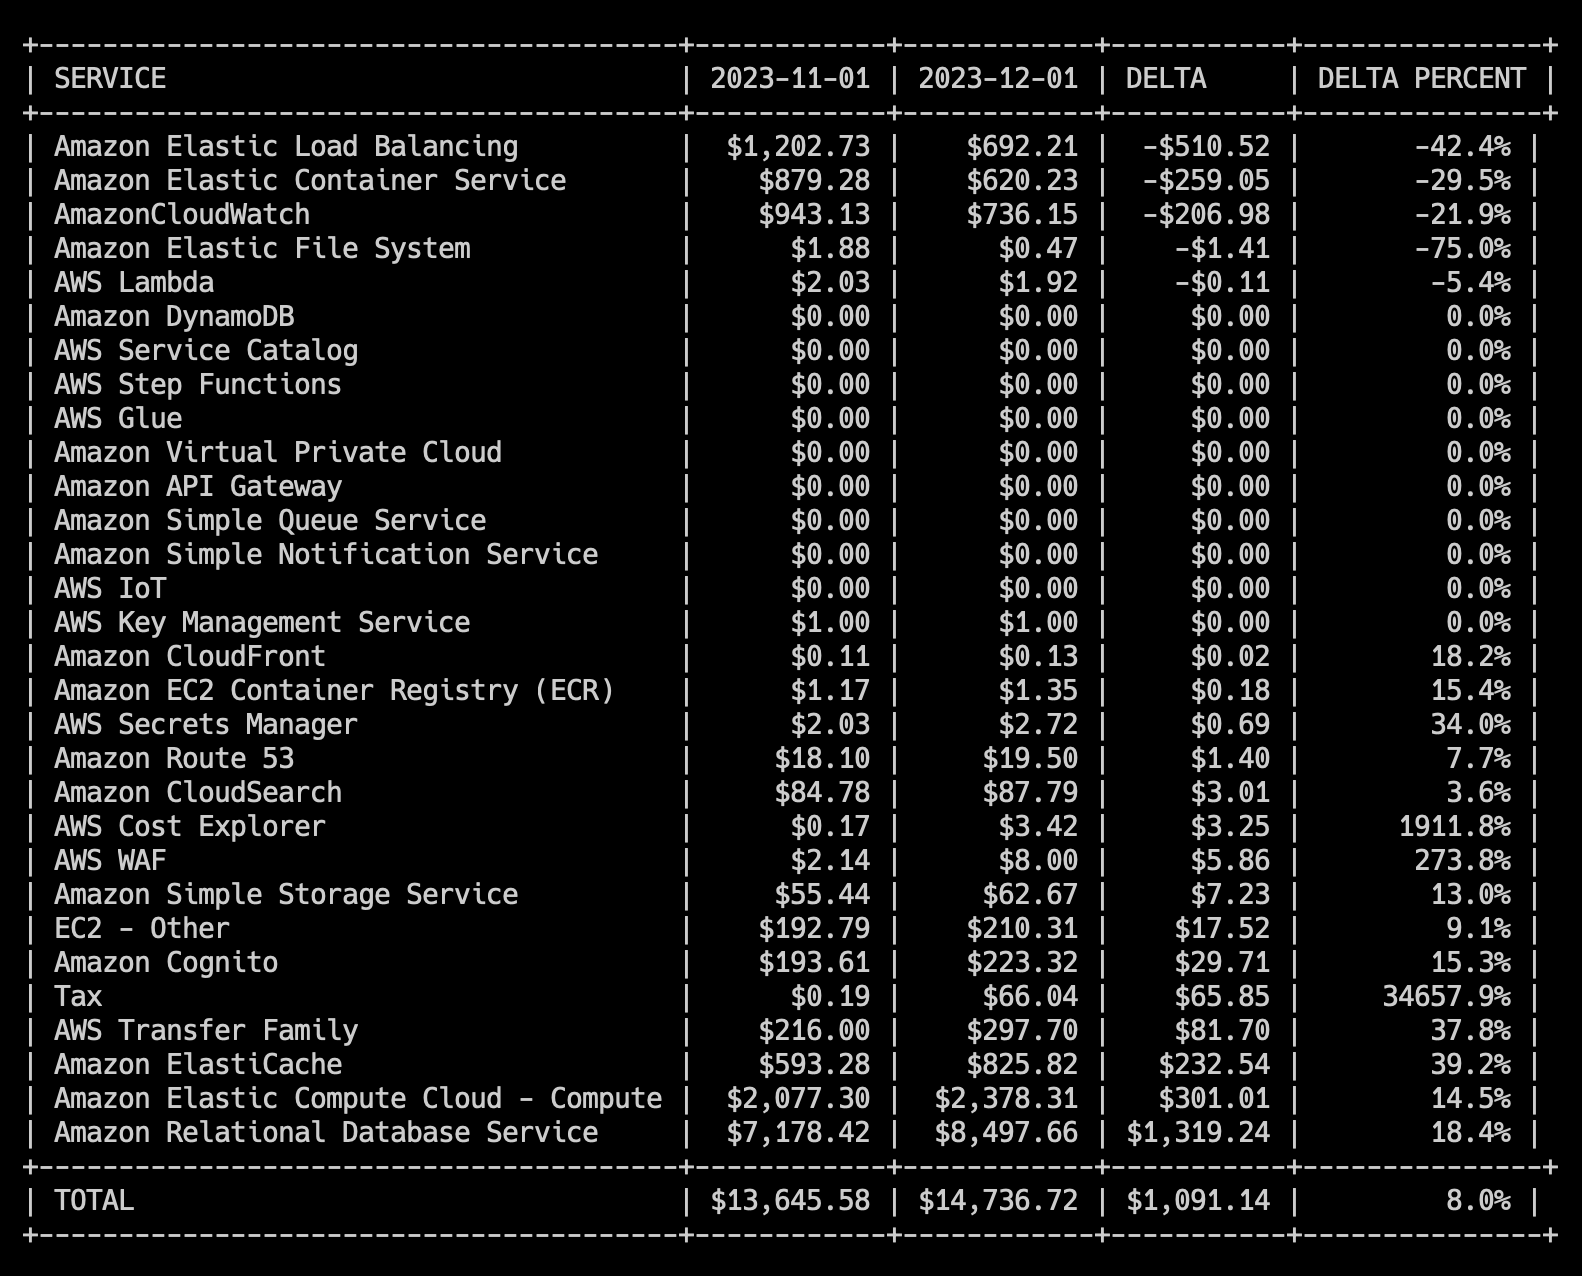 +----------------------------------------+------------+------------+------------+---------------+
| SERVICE                                | 2023-11-01 | 2023-12-01 | DELTA      | DELTA PERCENT |
+----------------------------------------+------------+------------+------------+---------------+
| Amazon Elastic Load Balancing          |  $1,202.73 |    $692.21 |   -$510.52 |        -42.4% |
| Amazon Elastic Container Service       |    $879.28 |    $620.23 |   -$259.05 |        -29.5% |
| AmazonCloudWatch                       |    $943.13 |    $736.15 |   -$206.98 |        -21.9% |
| Amazon Elastic File System             |      $1.88 |      $0.47 |     -$1.41 |        -75.0% |
| AWS Lambda                             |      $2.03 |      $1.92 |     -$0.11 |         -5.4% |
| Amazon DynamoDB                        |      $0.00 |      $0.00 |      $0.00 |          0.0% |
| AWS Service Catalog                    |      $0.00 |      $0.00 |      $0.00 |          0.0% |
| AWS Step Functions                     |      $0.00 |      $0.00 |      $0.00 |          0.0% |
| AWS Glue                               |      $0.00 |      $0.00 |      $0.00 |          0.0% |
| Amazon Virtual Private Cloud           |      $0.00 |      $0.00 |      $0.00 |          0.0% |
| Amazon API Gateway                     |      $0.00 |      $0.00 |      $0.00 |          0.0% |
| Amazon Simple Queue Service            |      $0.00 |      $0.00 |      $0.00 |          0.0% |
| Amazon Simple Notification Service     |      $0.00 |      $0.00 |      $0.00 |          0.0% |
| AWS IoT                                |      $0.00 |      $0.00 |      $0.00 |          0.0% |
| AWS Key Management Service             |      $1.00 |      $1.00 |      $0.00 |          0.0% |
| Amazon CloudFront                      |      $0.11 |      $0.13 |      $0.02 |         18.2% |
| Amazon EC2 Container Registry (ECR)    |      $1.17 |      $1.35 |      $0.18 |         15.4% |
| AWS Secrets Manager                    |      $2.03 |      $2.72 |      $0.69 |         34.0% |
| Amazon Route 53                        |     $18.10 |     $19.50 |      $1.40 |          7.7% |
| Amazon CloudSearch                     |     $84.78 |     $87.79 |      $3.01 |          3.6% |
| AWS Cost Explorer                      |      $0.17 |      $3.42 |      $3.25 |       1911.8% |
| AWS WAF                                |      $2.14 |      $8.00 |      $5.86 |        273.8% |
| Amazon Simple Storage Service          |     $55.44 |     $62.67 |      $7.23 |         13.0% |
| EC2 - Other                            |    $192.79 |    $210.31 |     $17.52 |          9.1% |
| Amazon Cognito                         |    $193.61 |    $223.32 |     $29.71 |         15.3% |
| Tax                                    |      $0.19 |     $66.04 |     $65.85 |      34657.9% |
| AWS Transfer Family                    |    $216.00 |    $297.70 |     $81.70 |         37.8% |
| Amazon ElastiCache                     |    $593.28 |    $825.82 |    $232.54 |         39.2% |
| Amazon Elastic Compute Cloud - Compute |  $2,077.30 |  $2,378.31 |    $301.01 |         14.5% |
| Amazon Relational Database Service     |  $7,178.42 |  $8,497.66 |  $1,319.24 |         18.4% |
+----------------------------------------+------------+------------+------------+---------------+
| TOTAL                                  | $13,645.58 | $14,736.72 |  $1,091.14 |          8.0% |
+----------------------------------------+------------+------------+------------+---------------+